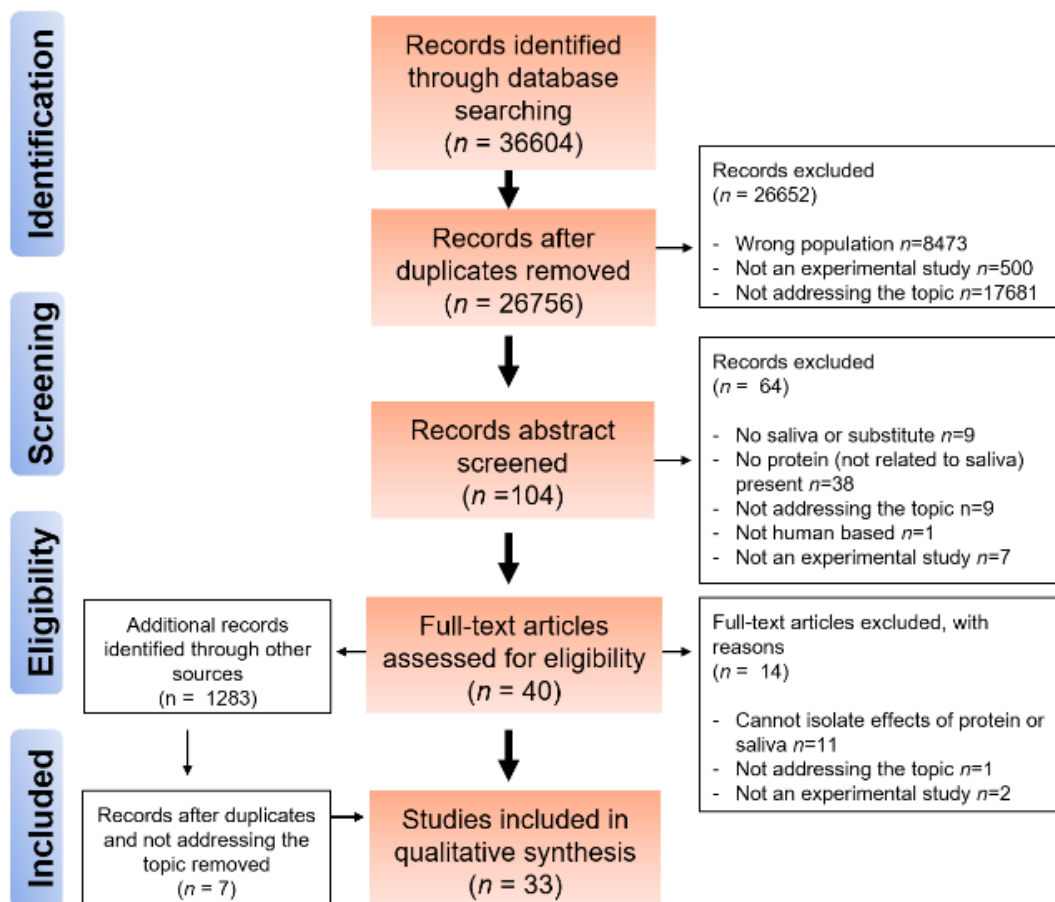 Identification
Records identified
through database
searching
(n = 36604)
Records after
duplicates removed
(n = 26756)
Records excluded
(n = 26652)
- Wrong population n=8473
- Not an experimental study n=500
- Not addressing the topic n=17681
Screening
Records abstract
screened
(n =104)
Records excluded
(n = 64)
- No saliva or substitute n=9
- No protein (not related to saliva)
present n=38
- Not addressing the topic n=9
- Not human based n=1
- Not an experimental study n=7
Eligibility
Additional records
identified through other
sources
(n = 1283)
Full-text articles
assessed for eligibility
(n = 40)
Full-text articles excluded, with
reasons
(n = 14)
- Cannot isolate effects of protein or
saliva n=11
- Not addressing the topic n=1
- Not an experimental study n=2
Included
Records after duplicates
and not addressing the
topic removed
(n = 7)
Studies included in
qualitative synthesis
(n = 33)